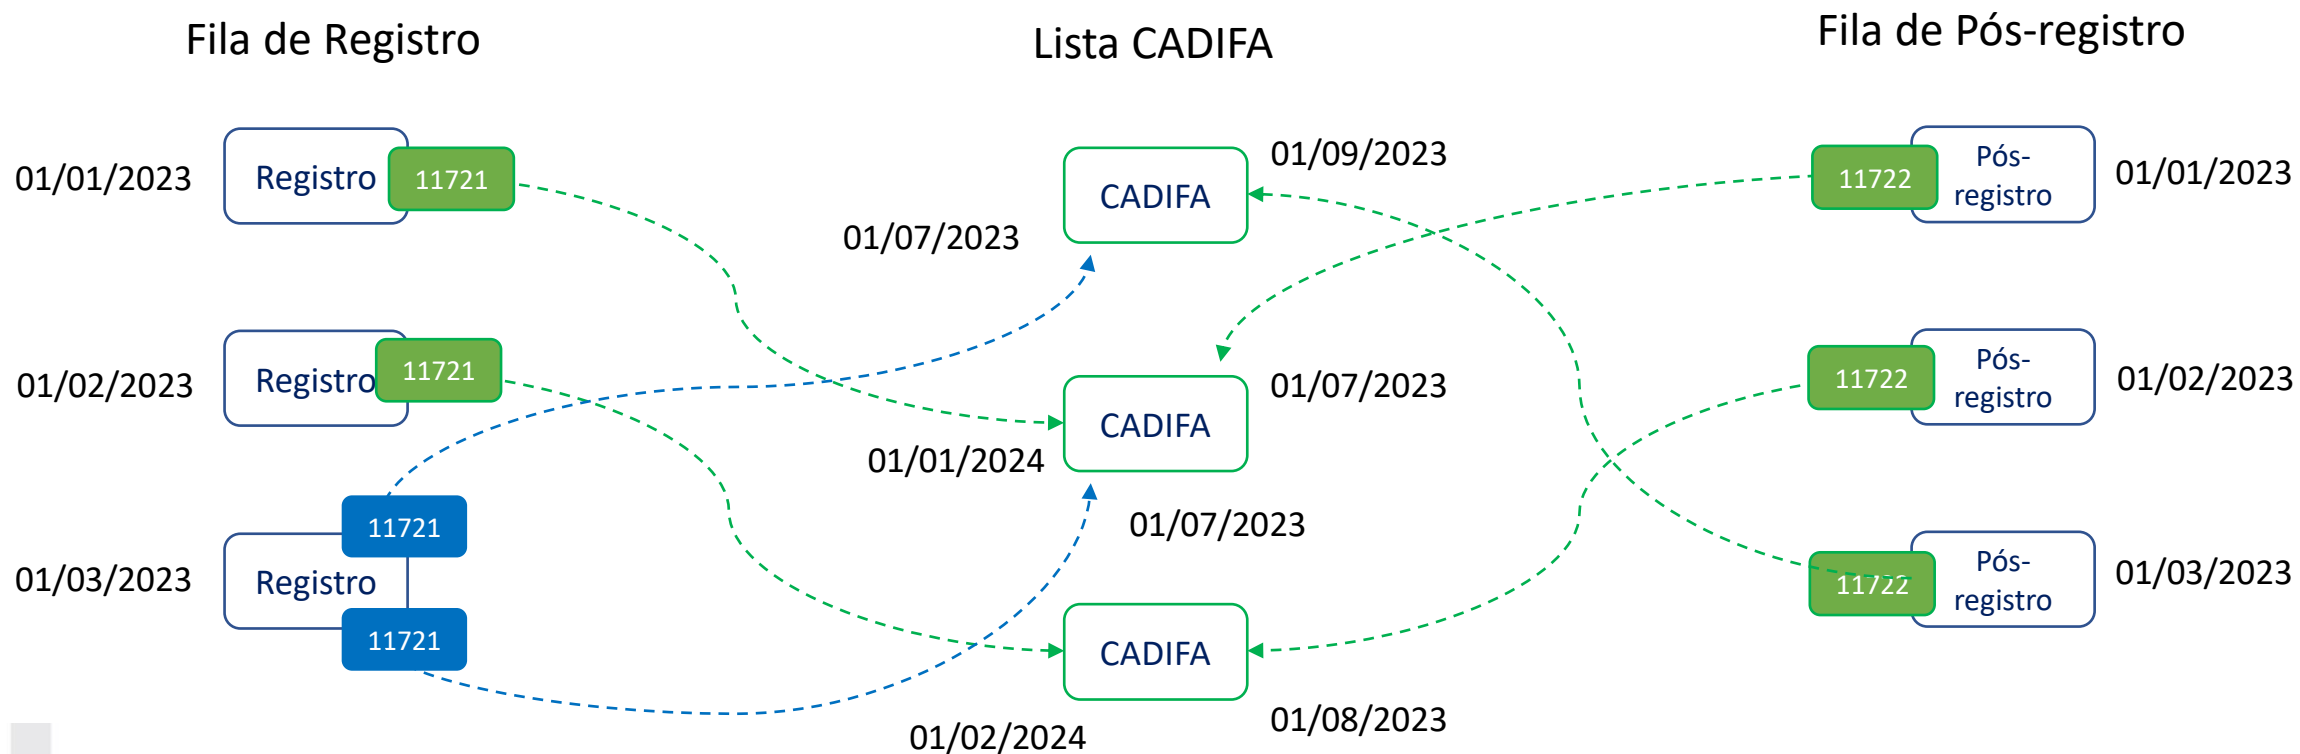 Fila de Registro
Lista CADIFA
Fila de Pós-registro
01/01/2023
Registro
11721
01/07/2023
CADIFA
01/09/2023
11722
Pós-
registro
01/01/2023
01/02/2023
Registro
11721
01/01/2024
CADIFA
01/07/2023
01/07/2023
11722
Pós-
registro
01/02/2023
01/03/2023
11721
Registro
11721
01/02/2024
CADIFA
01/08/2023
11722
Pós-
registro
01/03/2023